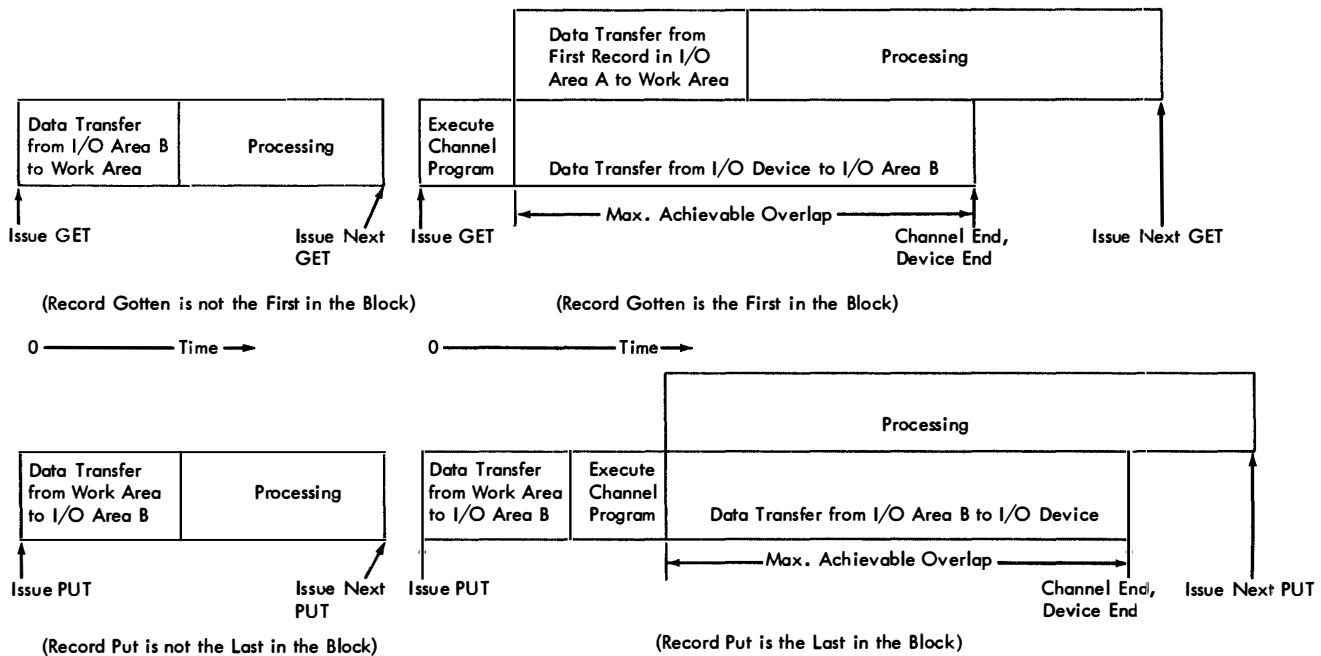 Data Transfer from
First Record in I/O
Area A to Work Area
Processing
Data Transfer
from I/O Area B
to Work Area
Processing
Execute
Channel
Program
Data Transfer from I/O Device to I/O Area B
Max. Achievable Overlap
Issue GET
Issue Next
GET
Issue GET
Channel End,
Device End
Issue Next GET
(Record Gotten is not the First in the Block)
(Record Gotten is the First in the Block)
0 Time
0 Time
Processing
Data Transfer
from Work Area
to I/O Area B
Processing
Data Transfer
from Work Area
to I/O Area B
Execute
Channel
Program
Data Transfer from I/O Area B to I/O Device
Max. Achievable Overlap
Issue PUT
Issue Next
PUT
Issue PUT
Channel End,
Device End
Issue Next PUT
(Record Put is not the Last in the Block)
(Record Put is the Last in the Block)